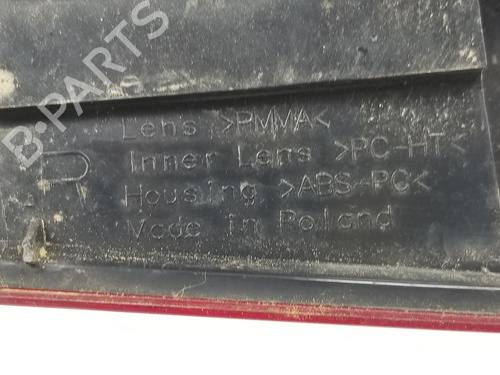 B-PARTS
Lens >PMMA<
Inner Lens >PC-HT<
Housing >ABS-PC<
Made in Poland